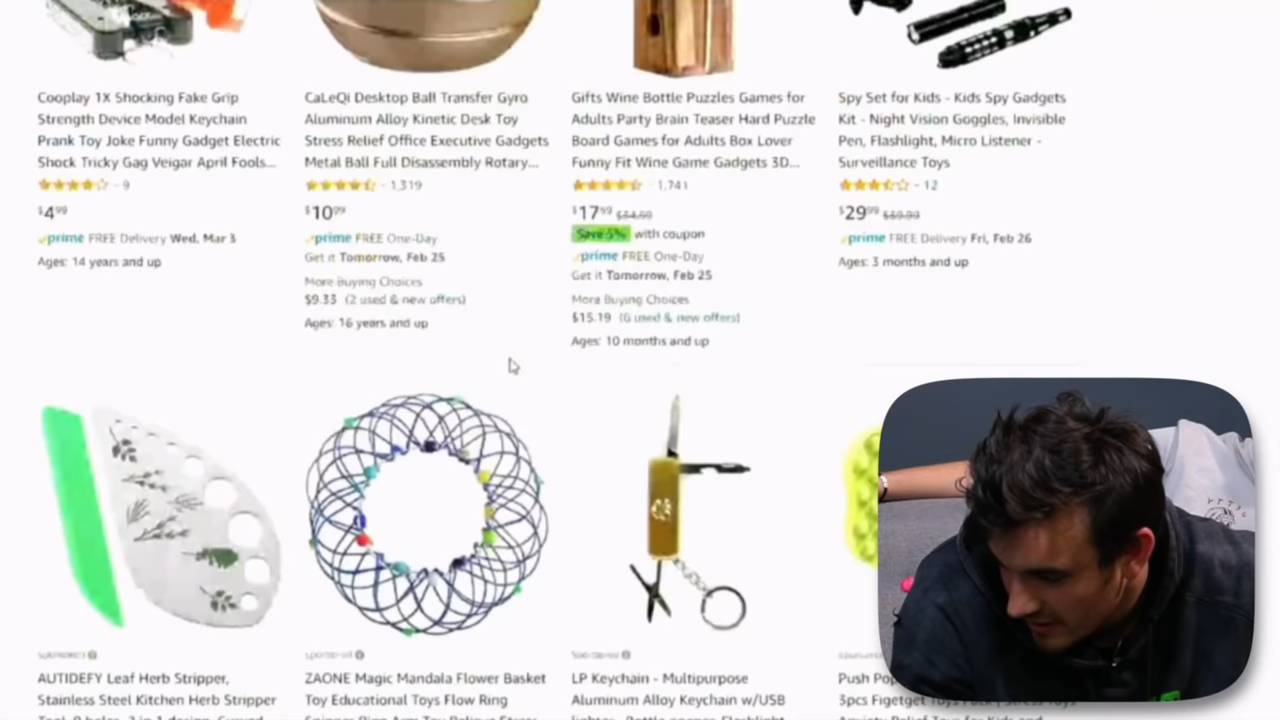 Cooplay 1X Shocking Fake Grip
Strength Device Model Keychain
Prank Toy Joke Funny Gadget Electric
Shock Tricky Gag Veigar April Fools...
9
$4.99
prime FREE Delivery Wed, Mar 3
Ages: 14 years and up
CaLeQi Desktop Ball Transfer Gyro
Aluminum Alloy Kinetic Desk Toy
Stress Relief Office Executive Gadgets
Metal Ball Full Disassembly Rotary...
1,319
$10
prime FREE One-Day
Get it Tomorrow, Feb 25
More Buying Choices
$9.33 (2 used & new offers)
Ages: 16 years and up
Gifts Wine Bottle Puzzles Games for
Adults Party Brain Teaser Hard Puzzle
Board Games for Adults Box Lover
Funny Fit Wine Game Gadgets 3D...
1,741
$17
Save 5% with coupon
prime FREE One-Day
Get it Tomorrow, Feb 25
More Buying Choices
$15.19 (6 used & new offers)
Ages: 10 months and up
Spy Set for Kids - Kids Spy Gadgets
Kit - Night Vision Goggles, Invisible
Pen, Flashlight, Micro Listener -
Surveillance Toys
12
$29.99 $39.99
prime FREE Delivery Fri, Feb 26
Ages: 3 months and up
Sponsored
AUTIDEFY Leaf Herb Stripper,
Stainless Steel Kitchen Herb Stripper
Sponsored
ZAONE Magic Mandala Flower Basket
Toy Educational Toys Flow Ring
Sponsored
LP Keychain - Multipurpose
Aluminum Alloy Keychain w/USB
Push Pop